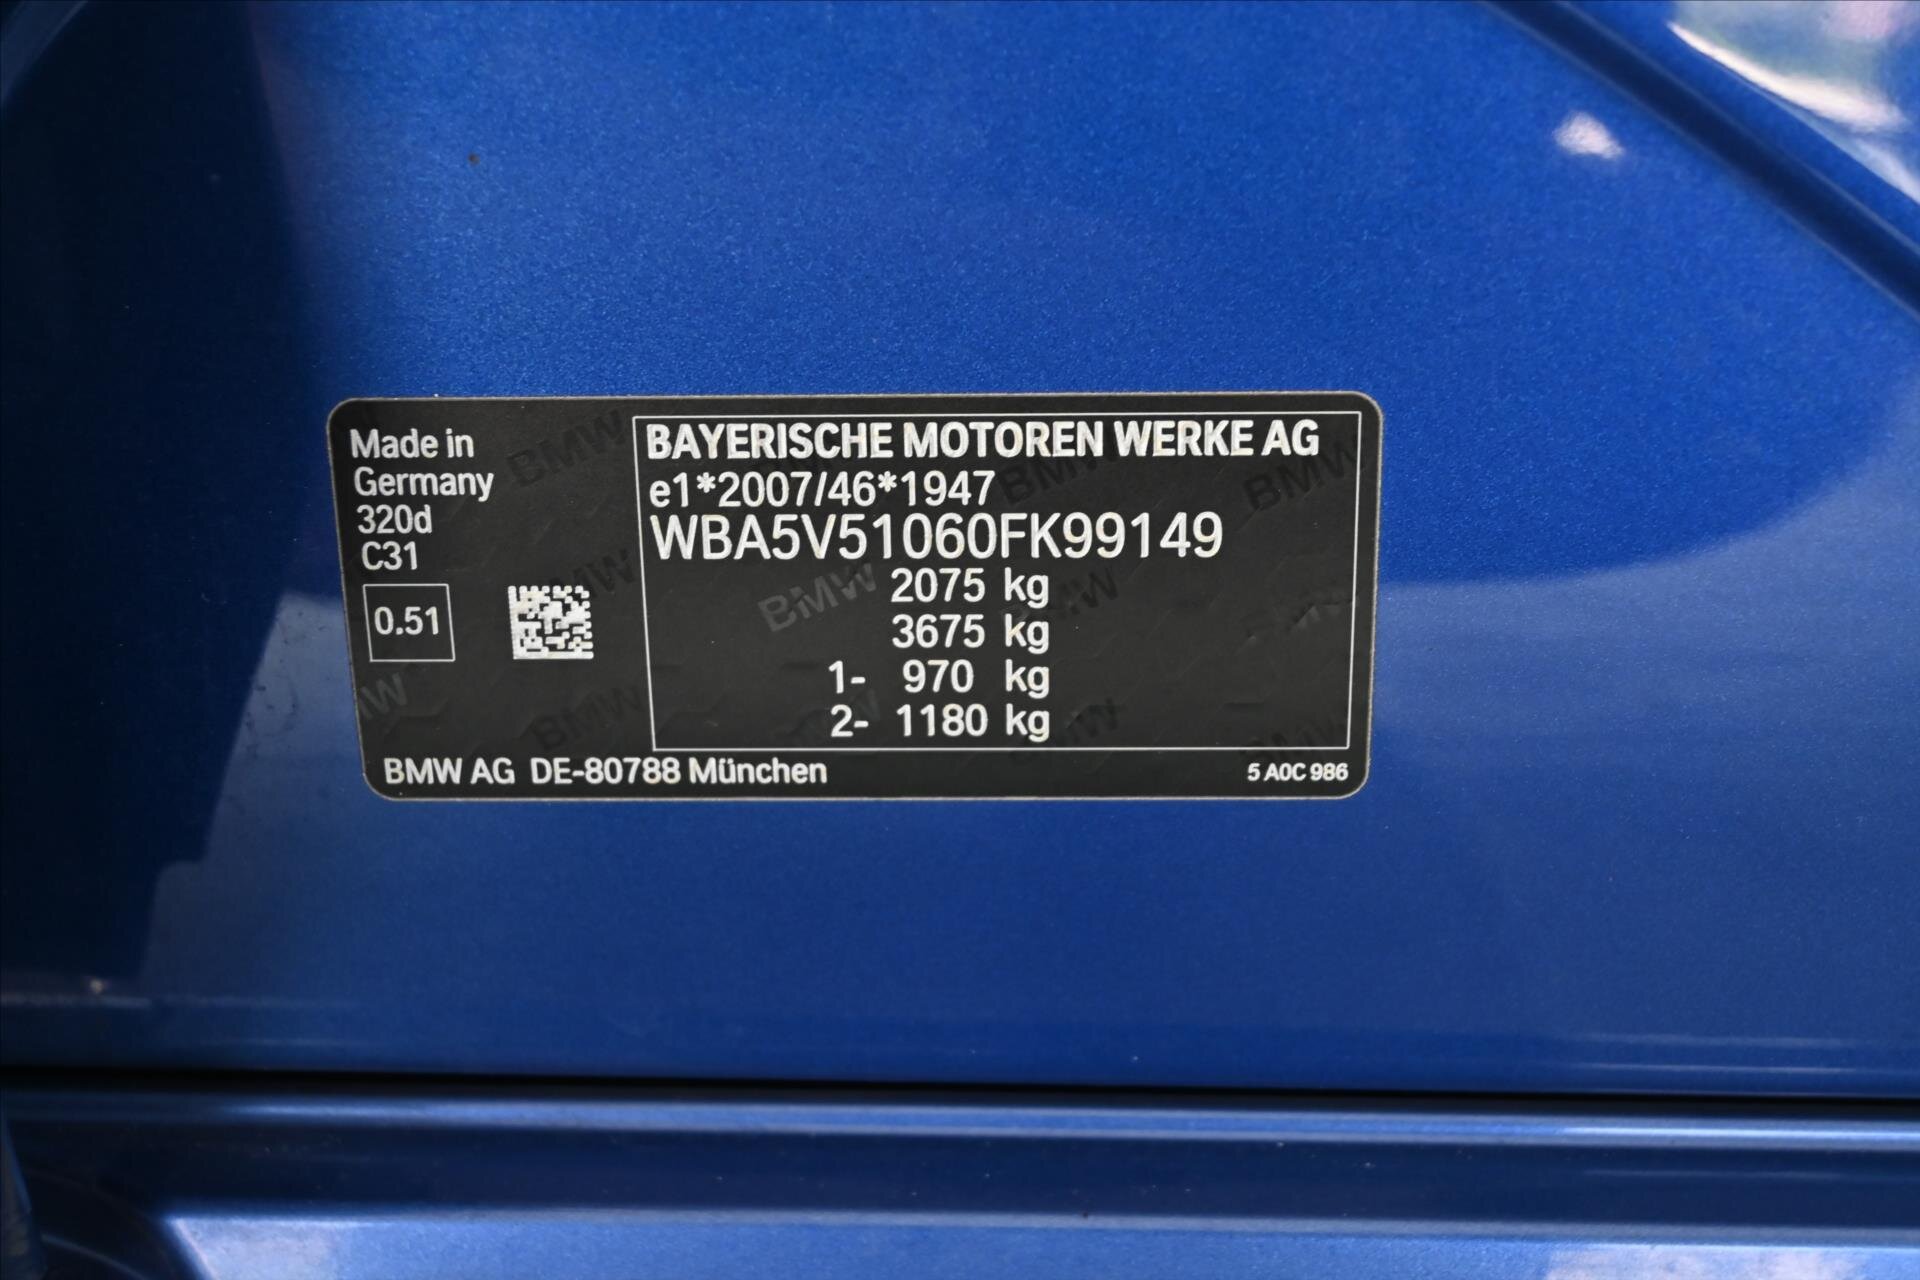 Made in
Germany
320d
C31
0.51
BAYERISCHE MOTOREN WERKE AG
e1*2007/46*1947
WBA5V51060FK99149
2075 kg
3675 kg
1- 970 kg
2- 1180 kg
BMW AG DE-80788 München
5 A0C 986